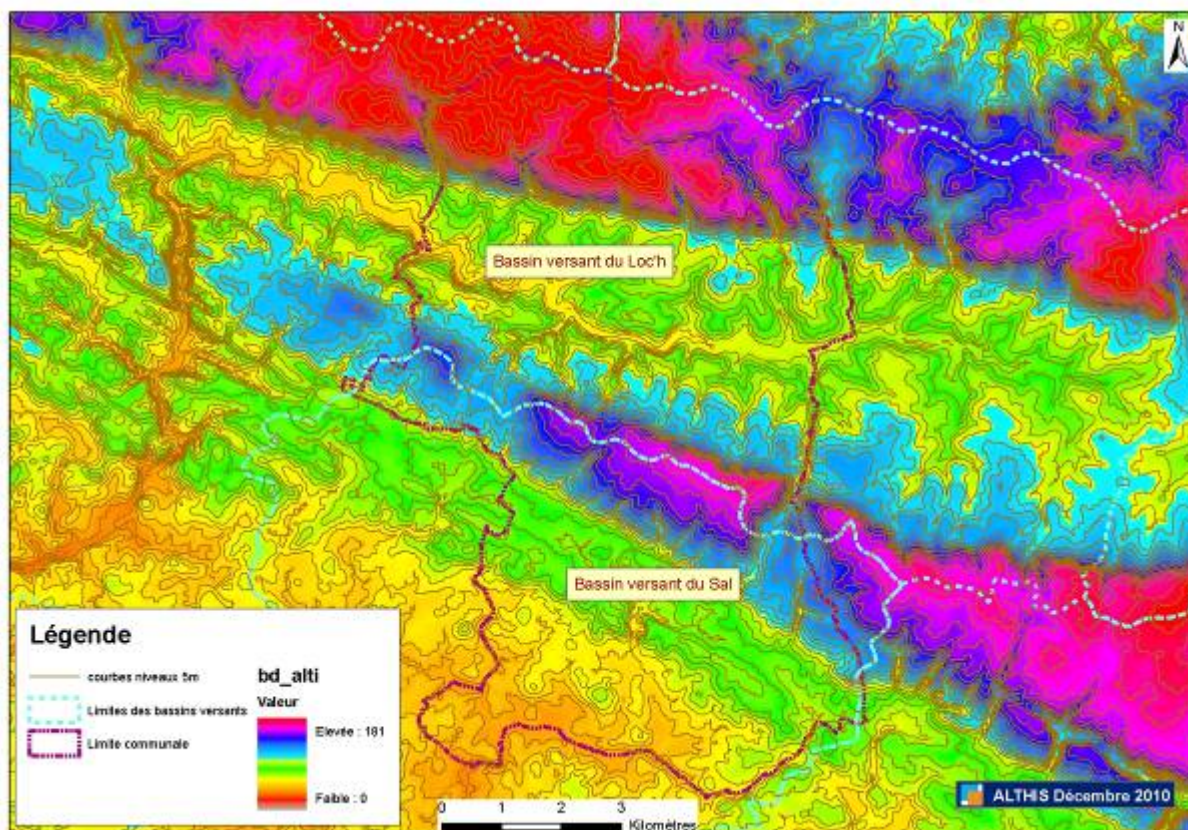 N
Bassin versant du Loc'h
Bassin versant du Sal
Légende
courbes niveaux 5m
Limites des bassins versants
Limite communale
bd_alti
Valeur
Elevée : 181
Faible : 0
0 1 2 3
Kilomètres
ALTHIS Décembre 2010